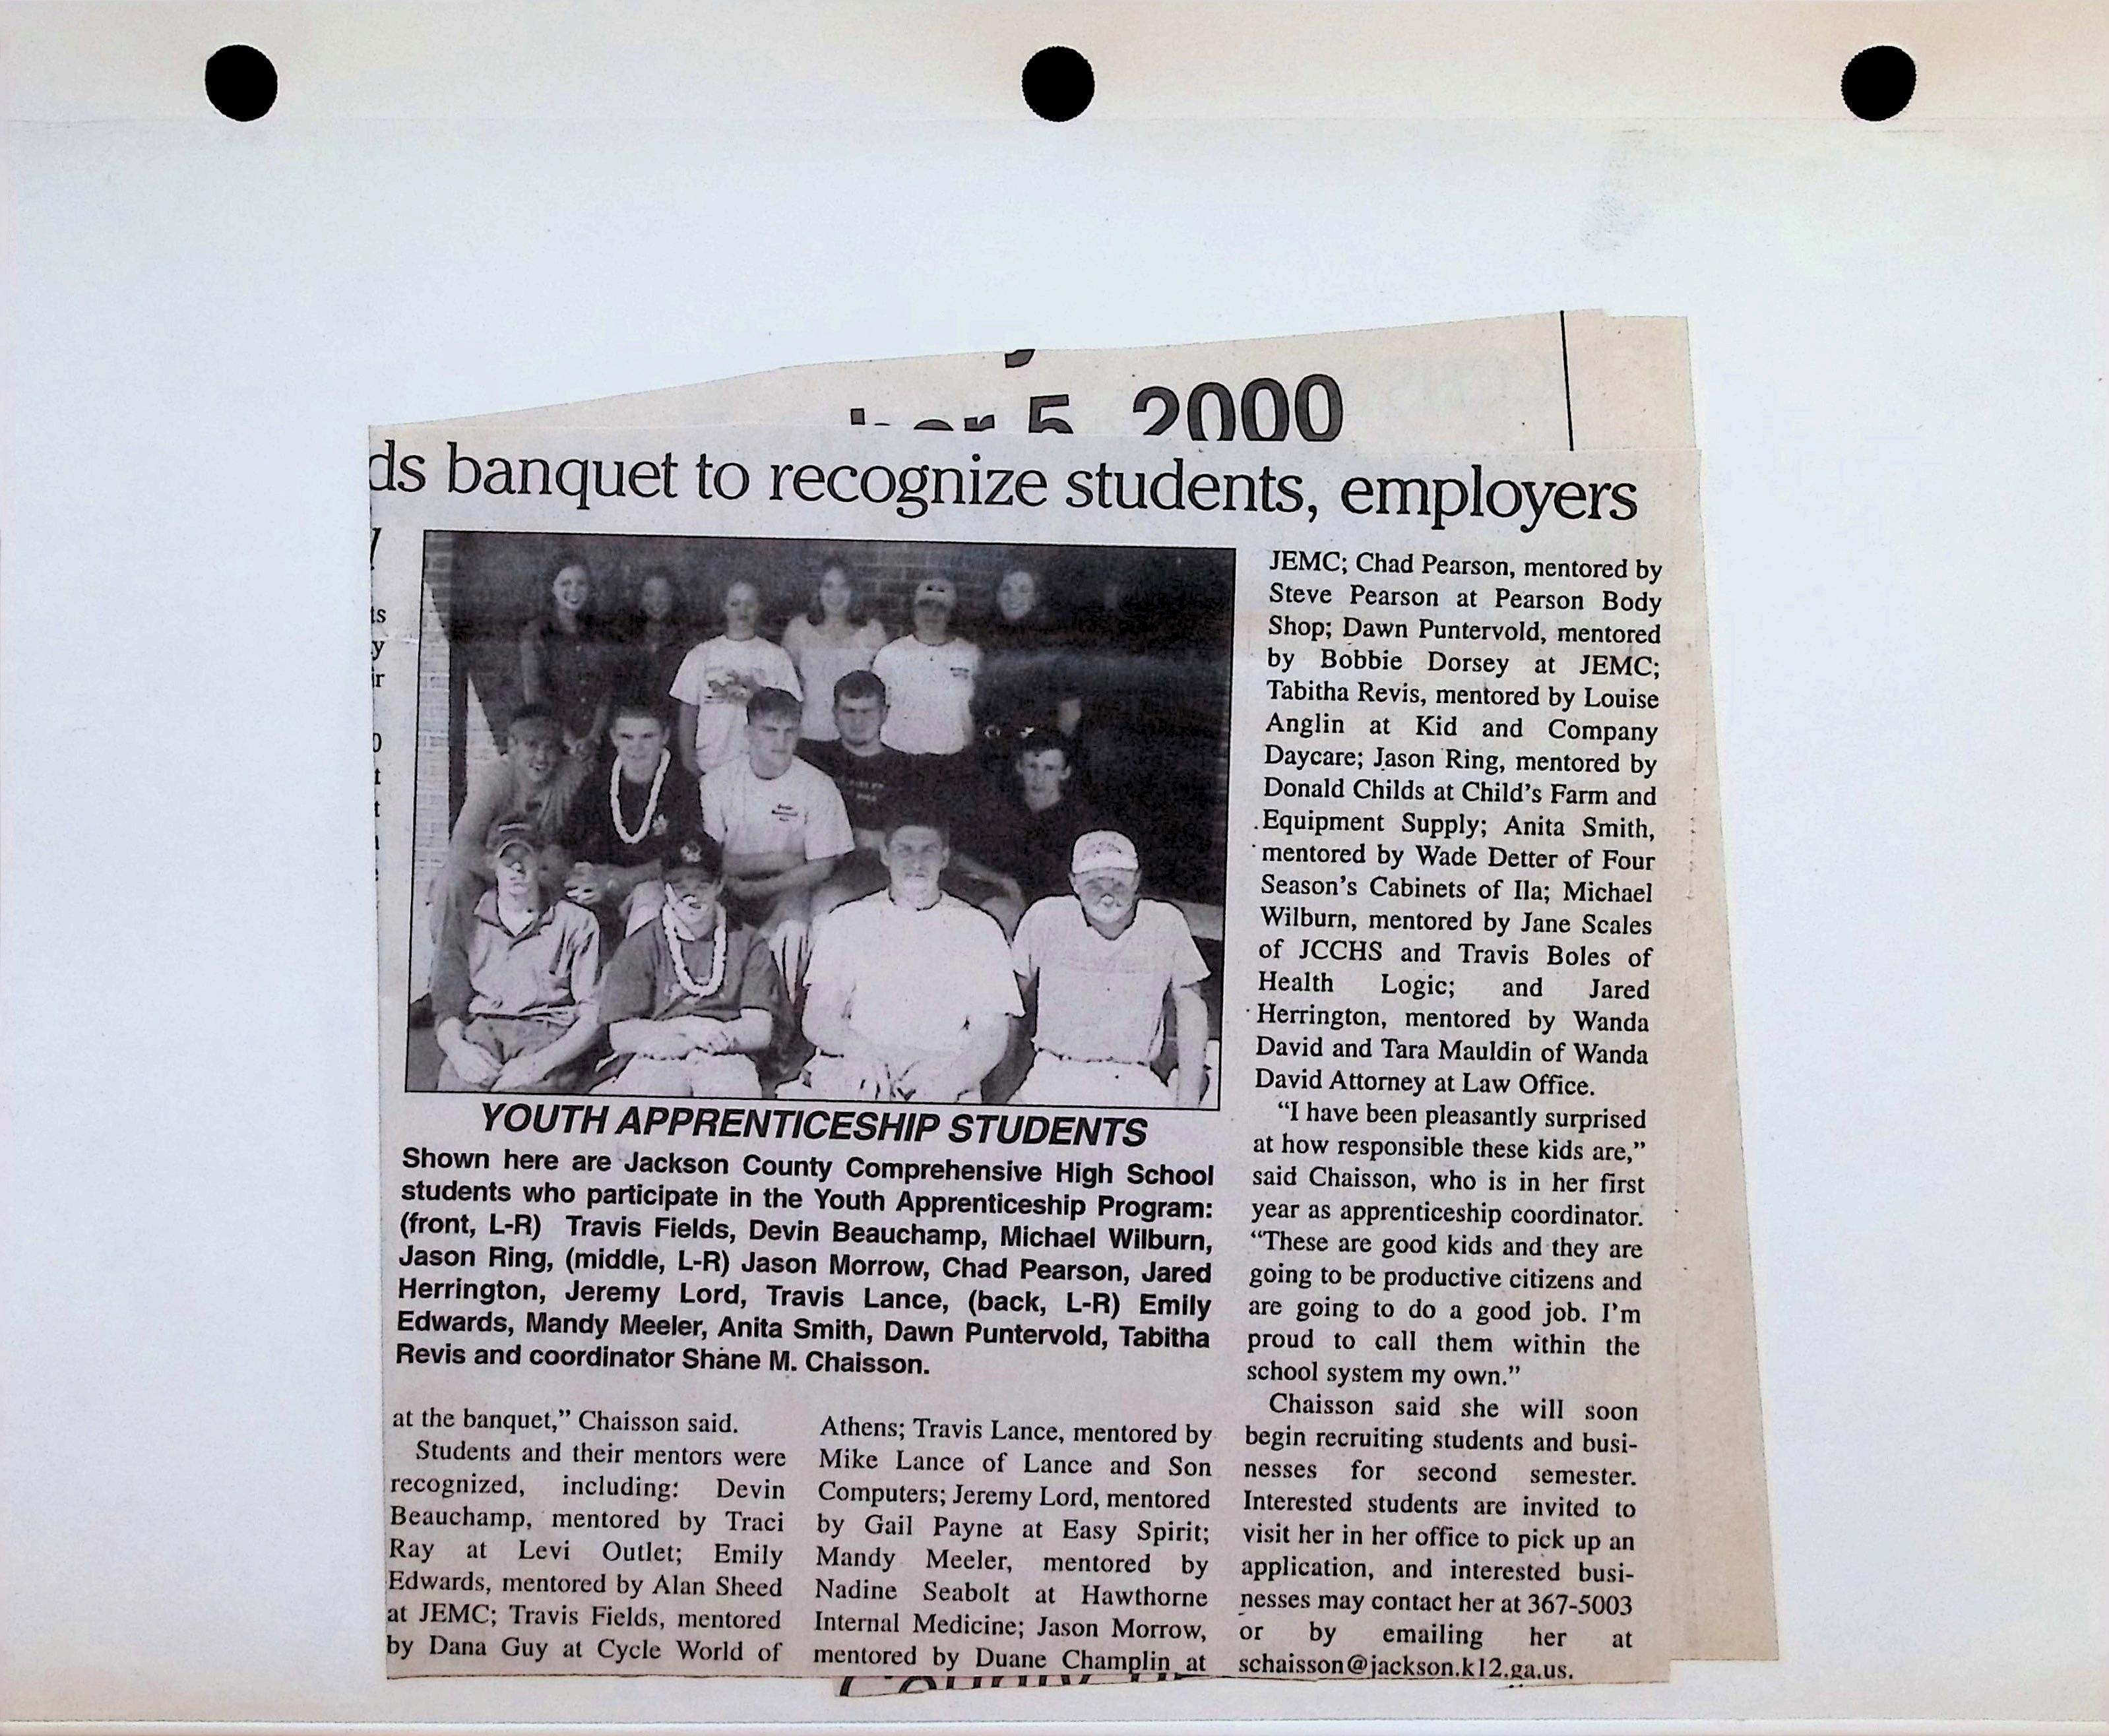 5, 2000
ds banquet to recognize students, employers
ts
y
ir
0
t
t
YOUTH APPRENTICESHIP STUDENTS
Shown here are Jackson County Comprehensive High School
students who participate in the Youth Apprenticeship Program:
(front, L-R) Travis Fields, Devin Beauchamp, Michael Wilburn,
Jason Ring, (middle, L-R) Jason Morrow, Chad Pearson, Jared
Herrington, Jeremy Lord, Travis Lance, (back, L-R) Emily
Edwards, Mandy Meeler, Anita Smith, Dawn Puntervold, Tabitha
Revis and coordinator Shane M. Chaisson.
at the banquet,” Chaisson said.
Students and their mentors were
recognized, including: Devin
Beauchamp, mentored by Traci
Ray at Levi Outlet; Emily
Edwards, mentored by Alan Sheed
at JEMC; Travis Fields, mentored
by Dana Guy at Cycle World of
Athens; Travis Lance, mentored by
Mike Lance of Lance and Son
Computers; Jeremy Lord, mentored
by Gail Payne at Easy Spirit;
Mandy Meeler, mentored by
Nadine Seabolt at Hawthorne
Internal Medicine; Jason Morrow,
mentored by Duane Champlin at
JEMC; Chad Pearson, mentored by
Steve Pearson at Pearson Body
Shop; Dawn Puntervold, mentored
by Bobbie Dorsey at JEMC;
Tabitha Revis, mentored by Louise
Anglin at Kid and Company
Daycare; Jason Ring, mentored by
Donald Childs at Child’s Farm and
Equipment Supply; Anita Smith,
mentored by Wade Detter of Four
Season’s Cabinets of Ila; Michael
Wilburn, mentored by Jane Scales
of JCCHS and Travis Boles of
Health Logic; and Jared
Herrington, mentored by Wanda
David and Tara Mauldin of Wanda
David Attorney at Law Office.
“I have been pleasantly surprised
at how responsible these kids are,”
said Chaisson, who is in her first
year as apprenticeship coordinator.
“These are good kids and they are
going to be productive citizens and
are going to do a good job. I’m
proud to call them within the
school system my own.”
Chaisson said she will soon
begin recruiting students and busi-
nesses for second semester.
Interested students are invited to
visit her in her office to pick up an
application, and interested busi-
nesses may contact her at 367-5003
or by emailing her at
schaisson@jackson.k12.ga.us.